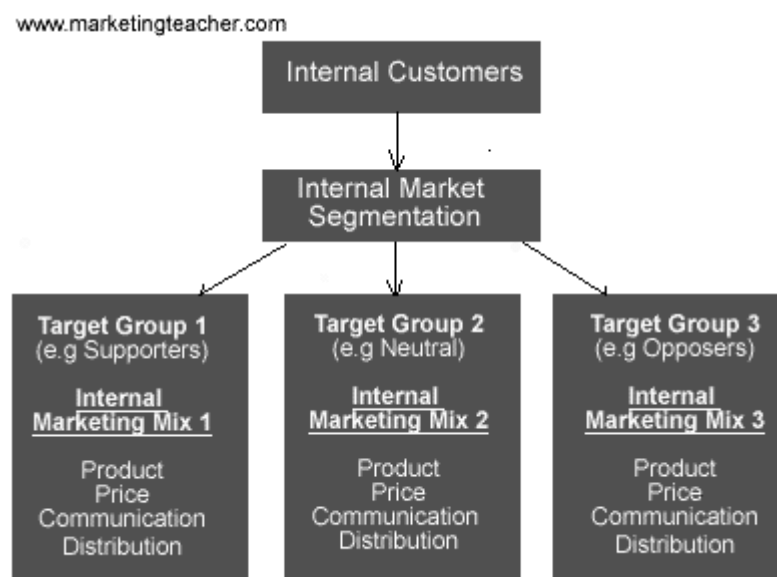 www.marketingteacher.com
Internal Customers
Internal Market
Segmentation
Target Group 1
(e.g Supporters)
Internal
Marketing Mix 1
Product
Price
Communication
Distribution
Target Group 2
(e.g Neutral)
Internal
Marketing Mix 2
Product
Price
Communication
Distribution
Target Group 3
(e.g Opposers)
Internal
Marketing Mix 3
Product
Price
Communication
Distribution